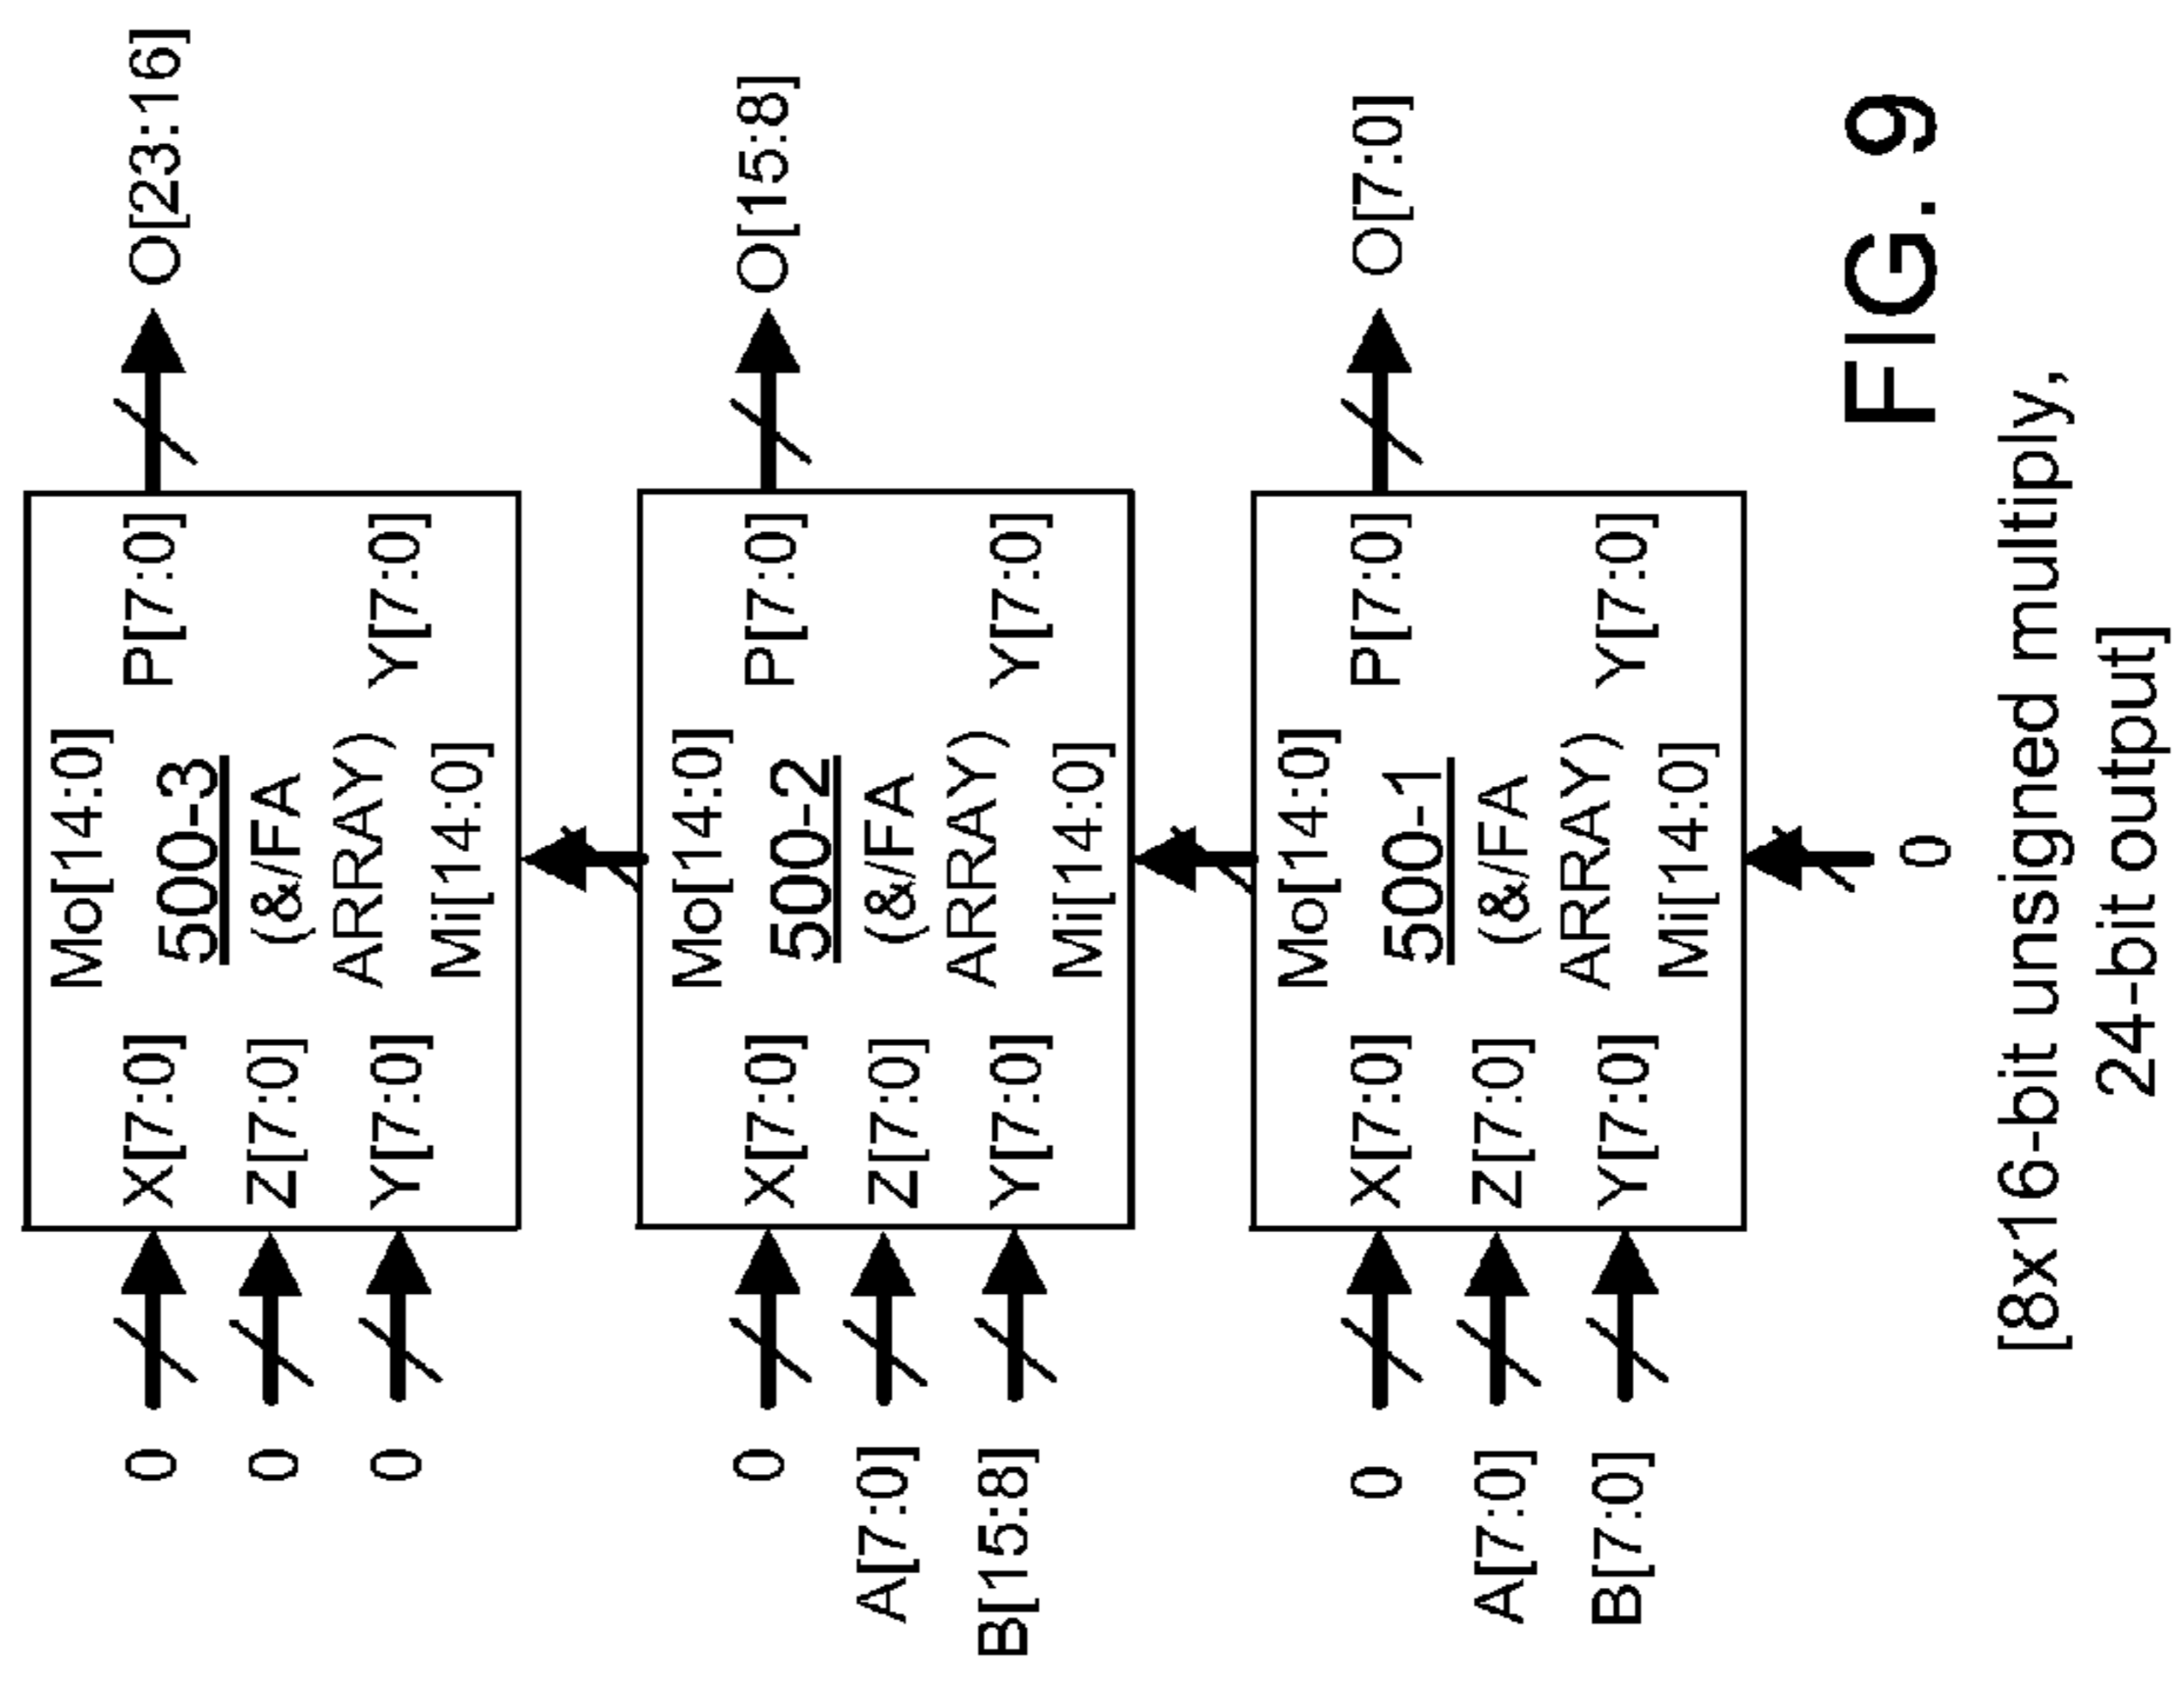 Mo[14:0]
0 X[7:0] P[7:0] O[23:16]
500-3
0 Z[7:0] (&/FA
ARRAY)
0 Y[7:0] Y[7:0]
Mi[14:0]
Mo[14:0]
0 X[7:0] P[7:0] O[15:8]
500-2
A[7:0] Z[7:0] (&/FA
ARRAY)
B[15:8] Y[7:0] Y[7:0]
Mi[14:0]
Mo[14:0]
0 X[7:0] P[7:0] O[7:0]
500-1
A[7:0] Z[7:0] (&/FA
ARRAY)
B[7:0] Y[7:0] Y[7:0]
Mi[14:0]
0
FIG. 9
[8x16-bit unsigned multiply,
24-bit output]